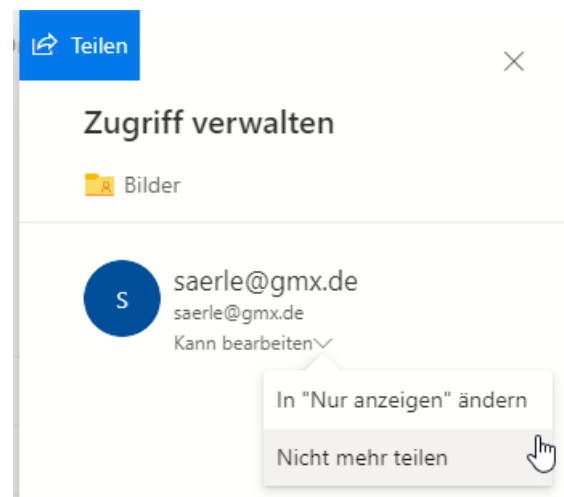 Teilen
Zugriff verwalten
Bilder
S
saerle@gmx.de
saerle@gmx.de
Kann bearbeiten
In "Nur anzeigen" ändern
Nicht mehr teilen